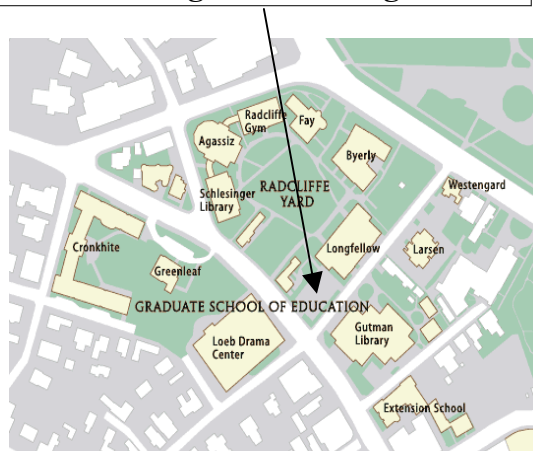 Radcliffe
Gym
Fay
Agassiz
Byerly
Westengard
Schlesinger
Library
RADCLIFFE
YARD
Cronkhite
Longfellow
Larsen
Greenleaf
GRADUATE SCHOOL OF EDUCATION
Loeb Drama
Center
Gutman
Library
Extension School